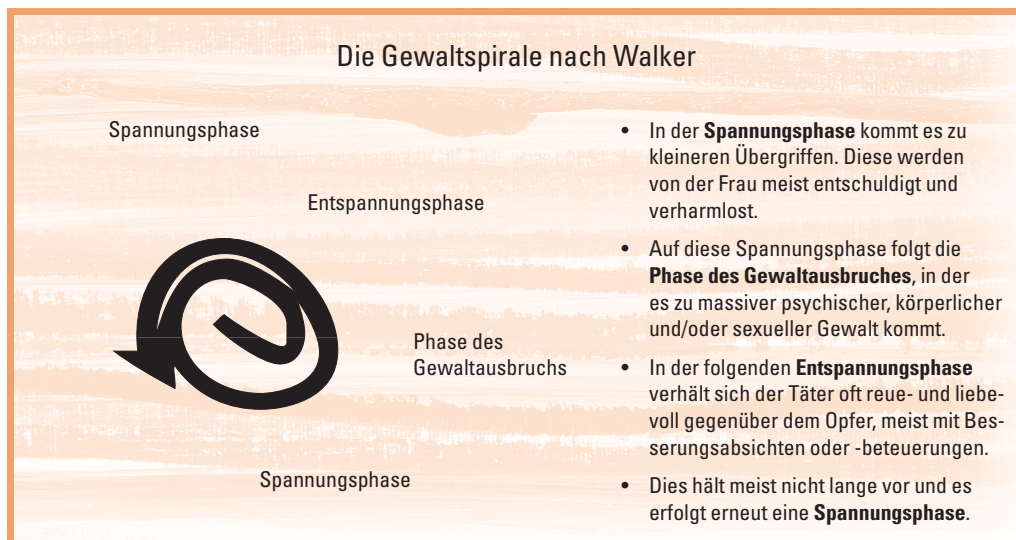 Die Gewaltspirale nach Walker
Spannungsphase
Entspannungsphase
Phase des
Gewaltausbruchs
Spannungsphase
• In der Spannungsphase kommt es zu
kleineren Übergriffen. Diese werden
von der Frau meist entschuldigt und
verharmlost.
• Auf diese Spannungsphase folgt die
Phase des Gewaltausbruches, in der
es zu massiver psychischer, körperlicher
und/oder sexueller Gewalt kommt.
• In der folgenden Entspannungsphase
verhält sich der Täter oft reue- und liebe-
voll gegenüber dem Opfer, meist mit Bes-
serungsabsichten oder -beteuerungen.
• Dies hält meist nicht lange vor und es
erfolgt erneut eine Spannungsphase.